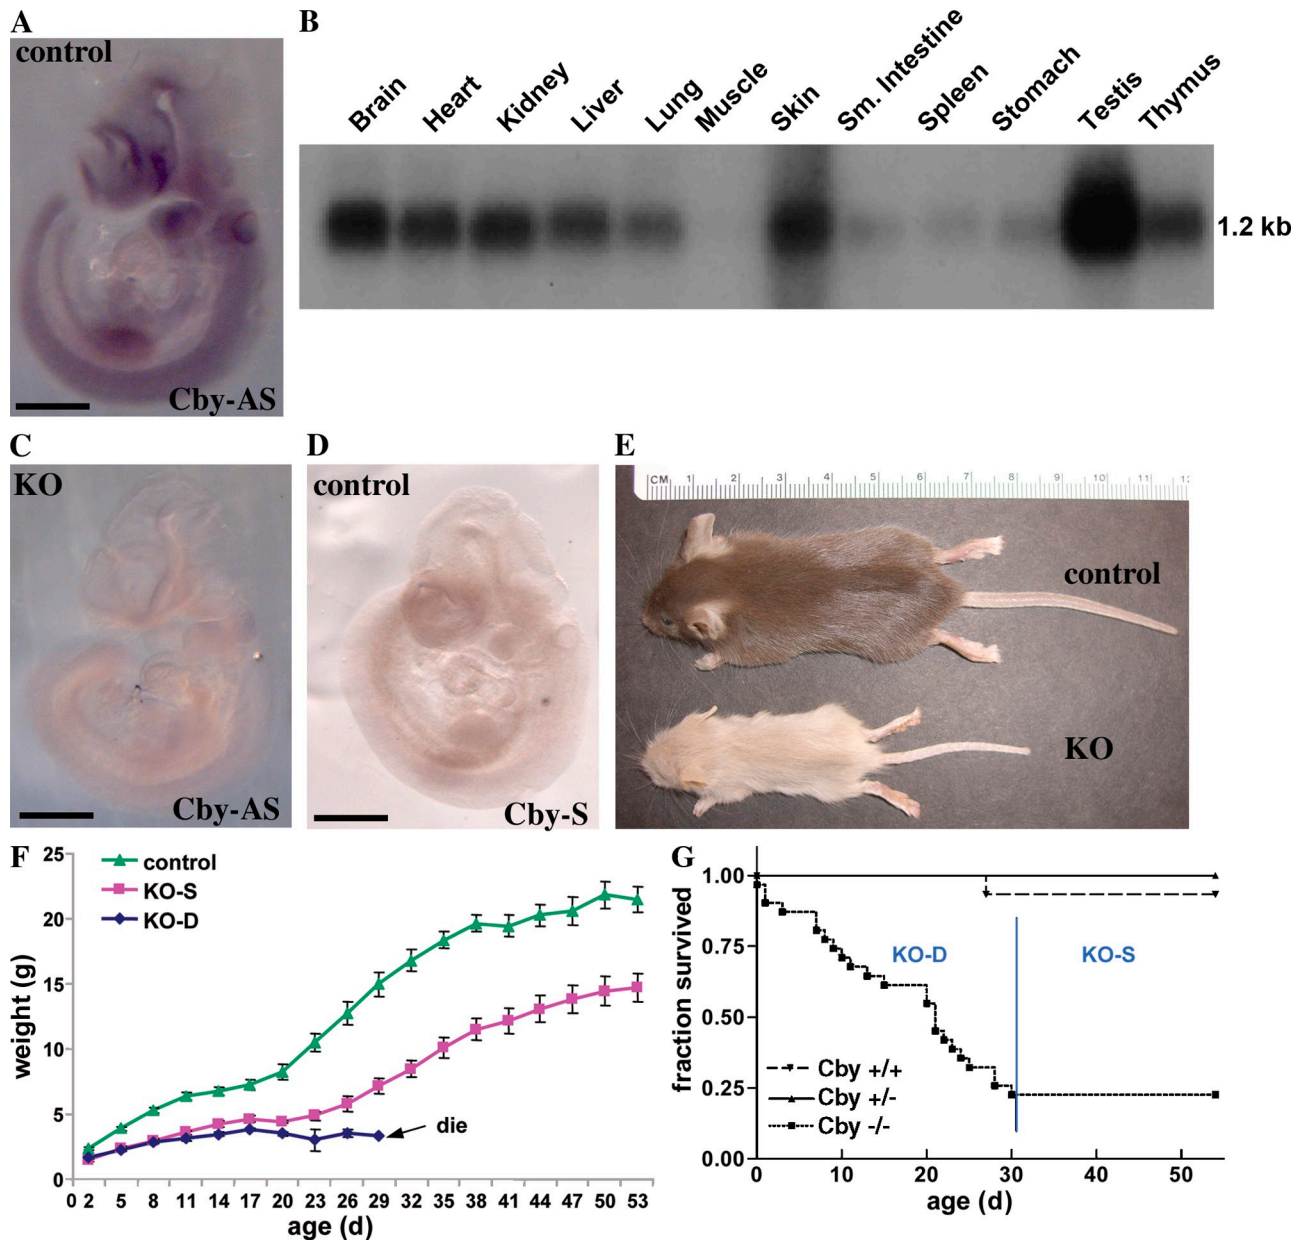 A
control
Cby-AS
B
Brain Heart Kidney Liver Lung Muscle Skin Sm. Intestine Spleen Stomach Testis Thymus
1.2 kb
C
KO
Cby-AS
D
control
Cby-S
E
CM 1 2 3 4 5 6 7 8 9 10 11
control
KO
F
control
KO-S
KO-D
25
20
15
10
5
0
weight (g)
die
0 2 5 8 11 14 17 20 23 26 29 32 35 38 41 44 47 50 53
age (d)
G
1.00
0.75
0.50
0.25
0.00
fraction survived
KO-D
KO-S
Cby +/+
Cby +/-
Cby -/-
0 10 20 30 40 50
age (d)